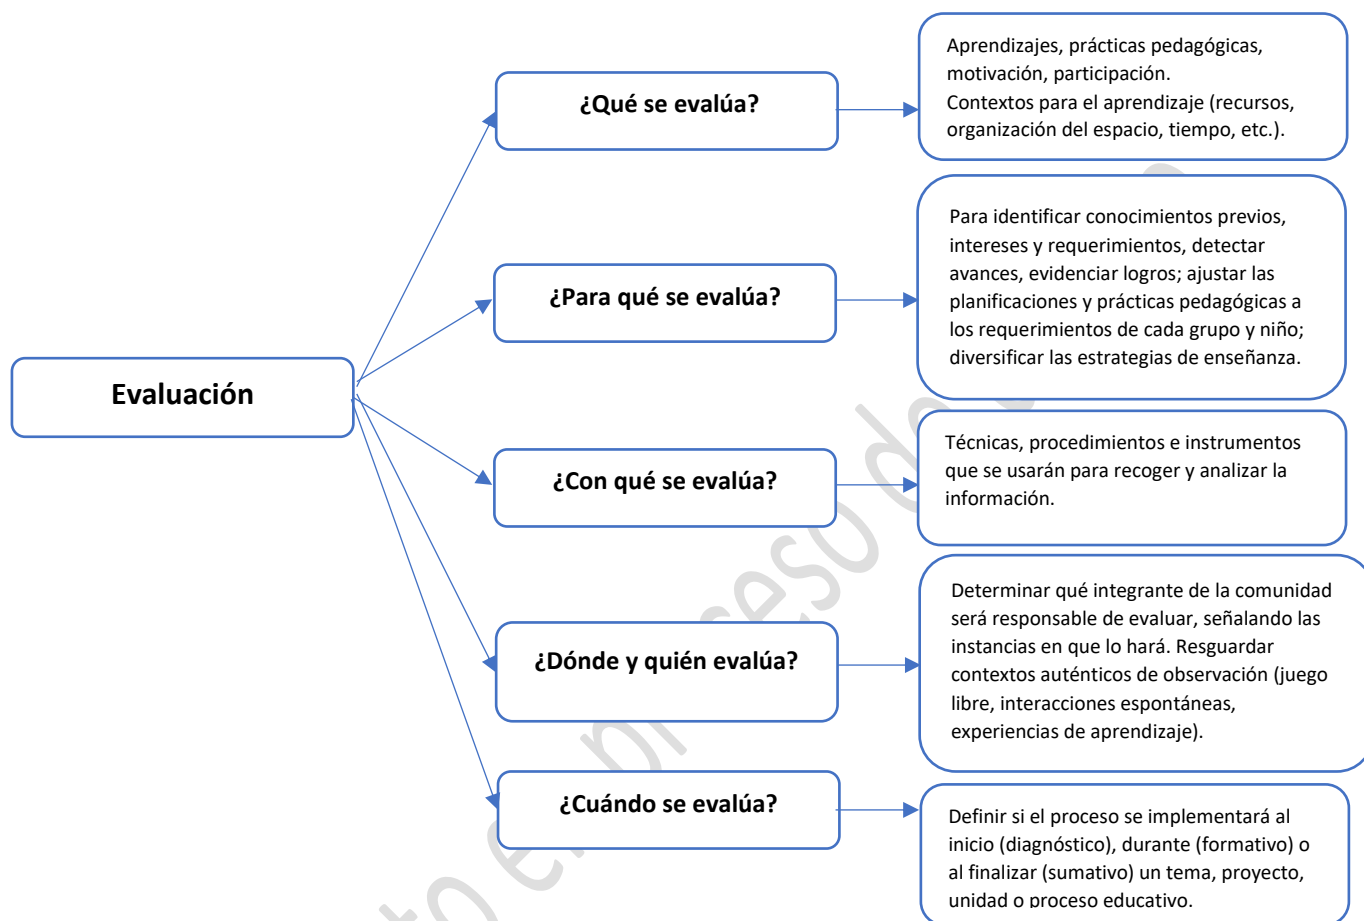 ¿Qué se evalúa?
Aprendizajes, prácticas pedagógicas,
motivación, participación.
Contextos para el aprendizaje (recursos,
organización del espacio, tiempo, etc.).
¿Para qué se evalúa?
Para identificar conocimientos previos,
intereses y requerimientos, detectar
avances, evidenciar logros; ajustar las
planificaciones y prácticas pedagógicas a
los requerimientos de cada grupo y niño;
diversificar las estrategias de enseñanza.
Evaluación
¿Con qué se evalúa?
Técnicas, procedimientos e instrumentos
que se usarán para recoger y analizar la
información.
¿Dónde y quién evalúa?
Determinar qué integrante de la comunidad
será responsable de evaluar, señalando las
instancias en que lo hará. Resguardar
contextos auténticos de observación (juego
libre, interacciones espontáneas,
experiencias de aprendizaje).
¿Cuándo se evalúa?
Definir si el proceso se implementará al
inicio (diagnóstico), durante (formativo) o
al finalizar (sumativo) un tema, proyecto,
unidad o proceso educativo.
proceso de